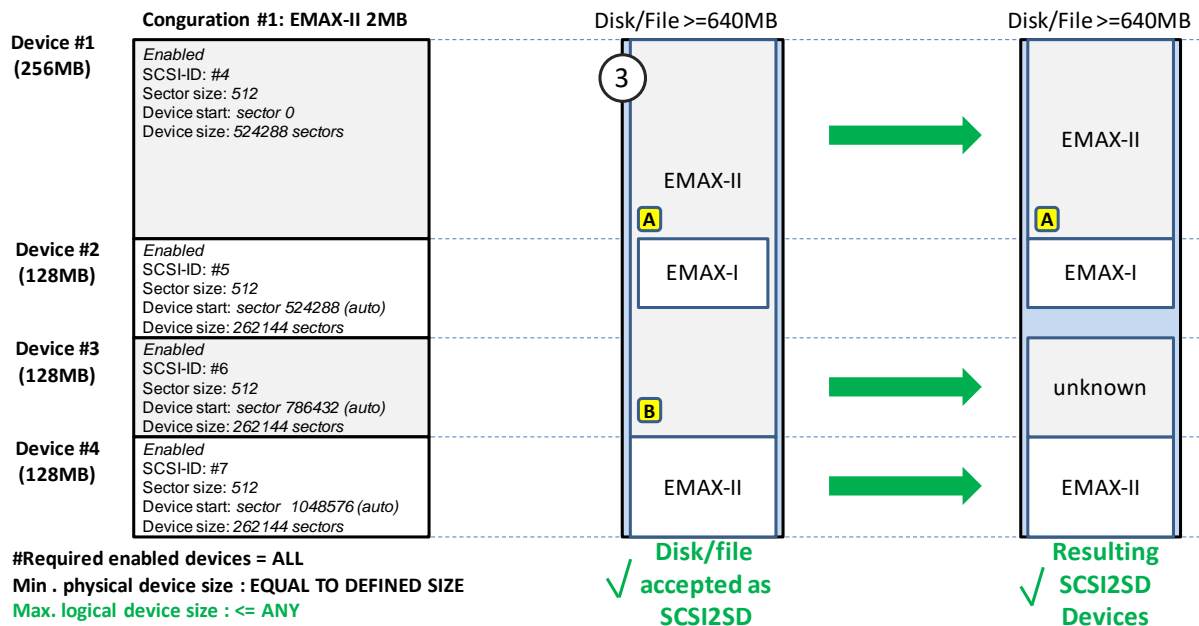 Conguration #1: EMAX-II 2MB
Disk/File >=640MB
Disk/File >=640MB
Device #1
(256MB)
Enabled
SCSI-ID: #4
Sector size: 512
Device start: sector 0
Device size: 524288 sectors
3
EMAX-II
A
EMAX-II
A
Device #2
(128MB)
Enabled
SCSI-ID: #5
Sector size: 512
Device start: sector 524288 (auto)
Device size: 262144 sectors
EMAX-I
EMAX-I
Device #3
(128MB)
Enabled
SCSI-ID: #6
Sector size: 512
Device start: sector 786432 (auto)
Device size: 262144 sectors
B
unknown
Device #4
(128MB)
Enabled
SCSI-ID: #7
Sector size: 512
Device start: sector 1048576 (auto)
Device size: 262144 sectors
EMAX-II
EMAX-II
#Required enabled devices = ALL
Min . physical device size : EQUAL TO DEFINED SIZE
Max. logical device size : <= ANY
√ Disk/file
accepted as
SCSI2SD
√ Resulting
SCSI2SD
Devices